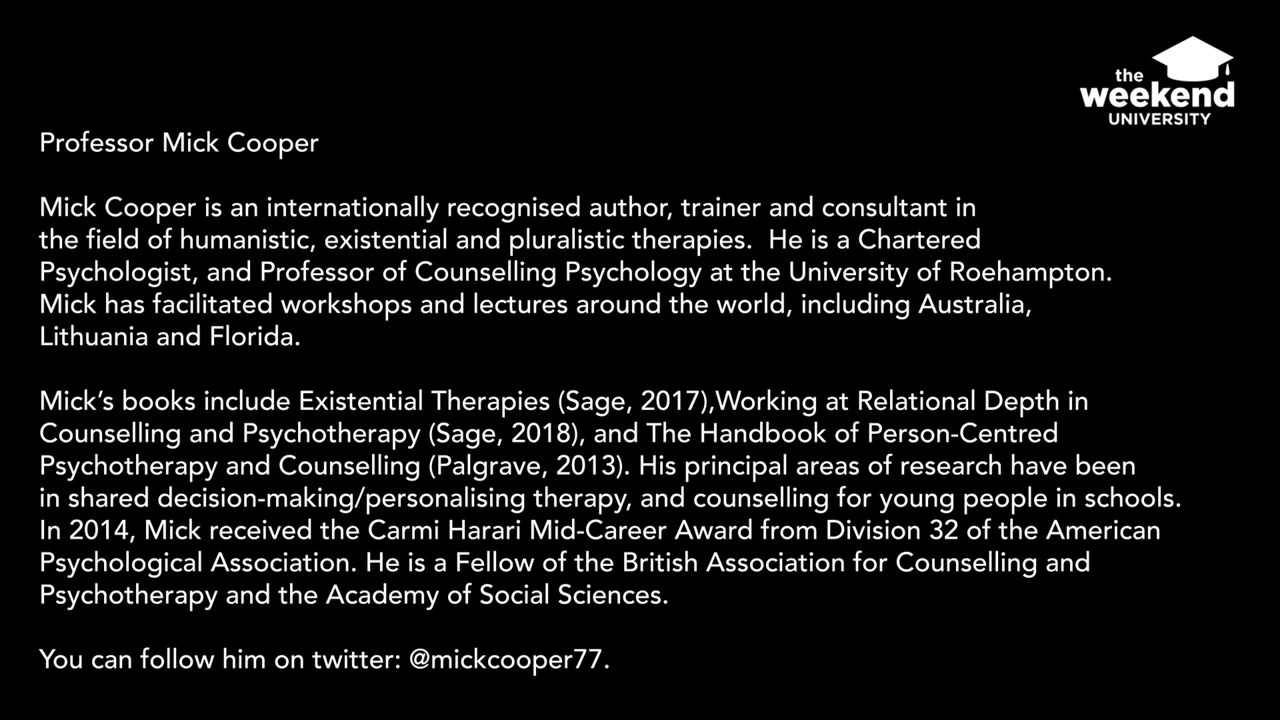 the
weekend
UNIVERSITY
Professor Mick Cooper
Mick Cooper is an internationally recognised author, trainer and consultant in
the field of humanistic, existential and pluralistic therapies.  He is a Chartered
Psychologist, and Professor of Counselling Psychology at the University of Roehampton.
Mick has facilitated workshops and lectures around the world, including Australia,
Lithuania and Florida.
Mick’s books include Existential Therapies (Sage, 2017),Working at Relational Depth in
Counselling and Psychotherapy (Sage, 2018), and The Handbook of Person-Centred
Psychotherapy and Counselling (Palgrave, 2013). His principal areas of research have been
in shared decision-making/personalising therapy, and counselling for young people in schools.
In 2014, Mick received the Carmi Harari Mid-Career Award from Division 32 of the American
Psychological Association. He is a Fellow of the British Association for Counselling and
Psychotherapy and the Academy of Social Sciences.
You can follow him on twitter: @mickcooper77.